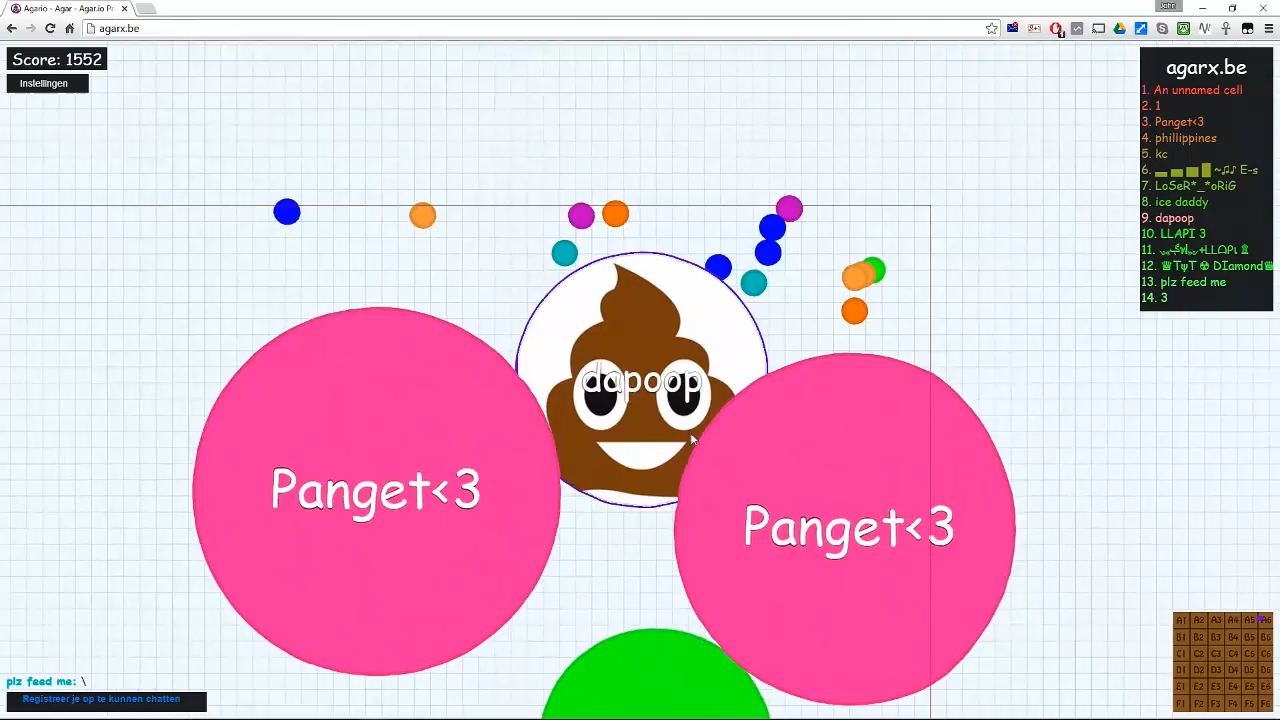 Agario - Agar - Agar.io Pr
John
agarx.be
Score: 1552
Instellingen
agarx.be
1. An unnamed cell
2. 1
3. Panget<3
4. phillippines
5. kc
6. ▂ ▄ ▅ █ ~♫♪ E-s
7. LoSeR*_*oRiG
8. ice daddy
9. dapoop
10. LLAPI 3
11.
12. ♕TψT ☢ DIamond♕
13. plz feed me
14. 3
dapoop
Panget<3
Panget<3
A1 A2 A3 A4 A5 A6
B1 B2 B3 B4 B5 B6
C1 C2 C3 C4 C5 C6
D1 D2 D3 D4 D5 D6
E1 E2 E3 E4 E5 E6
F1 F2 F3 F4 F5 F6
plz feed me: \
Registreer je op te kunnen chatten